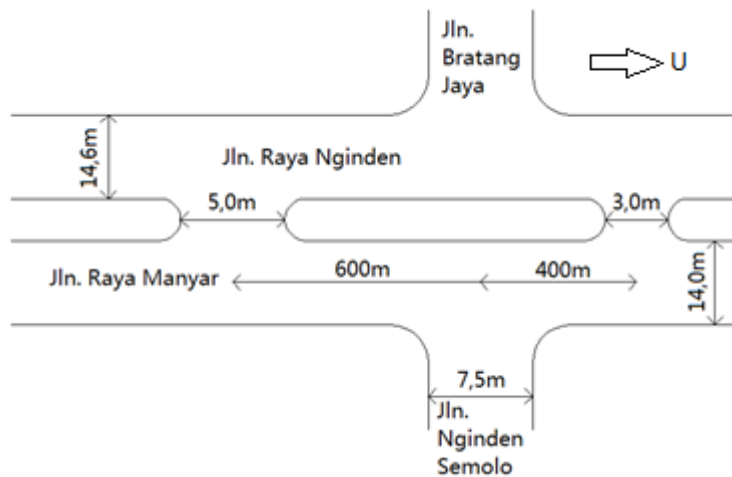 Jln.
Bratang
Jaya
U
14,6m
Jln. Raya Nginden
5,0m
3,0m
Jln. Raya Manyar
600m
400m
14,0m
7,5m
Jln.
Nginden
Semolo